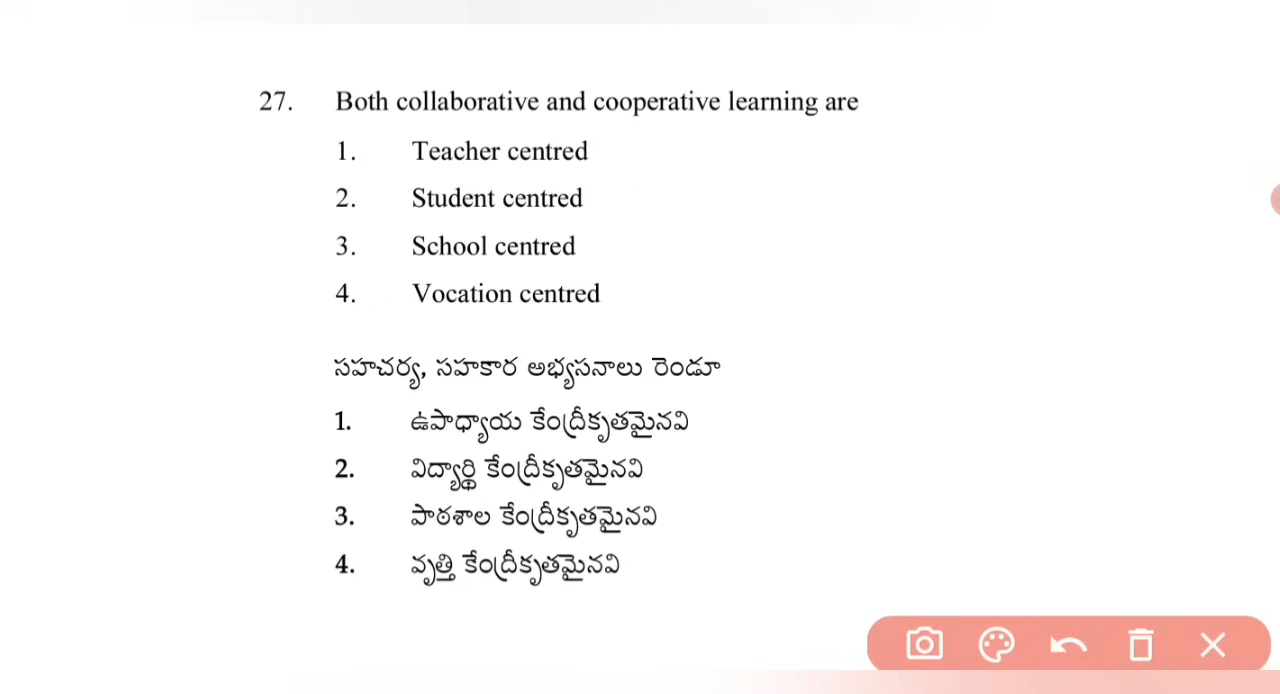 27. Both collaborative and cooperative learning are
1. Teacher centred
2. Student centred
3. School centred
4. Vocation centred
సహచర్య, సహకార అభ్యసనాలు రెండూ
1. ఉపాధ్యాయ కేంద్రీకృతమైనవి
2. విద్యార్థి కేంద్రీకృతమైనవి
3. పాఠశాల కేంద్రీకృతమైనవి
4. వృత్తి కేంద్రీకృతమైనవి